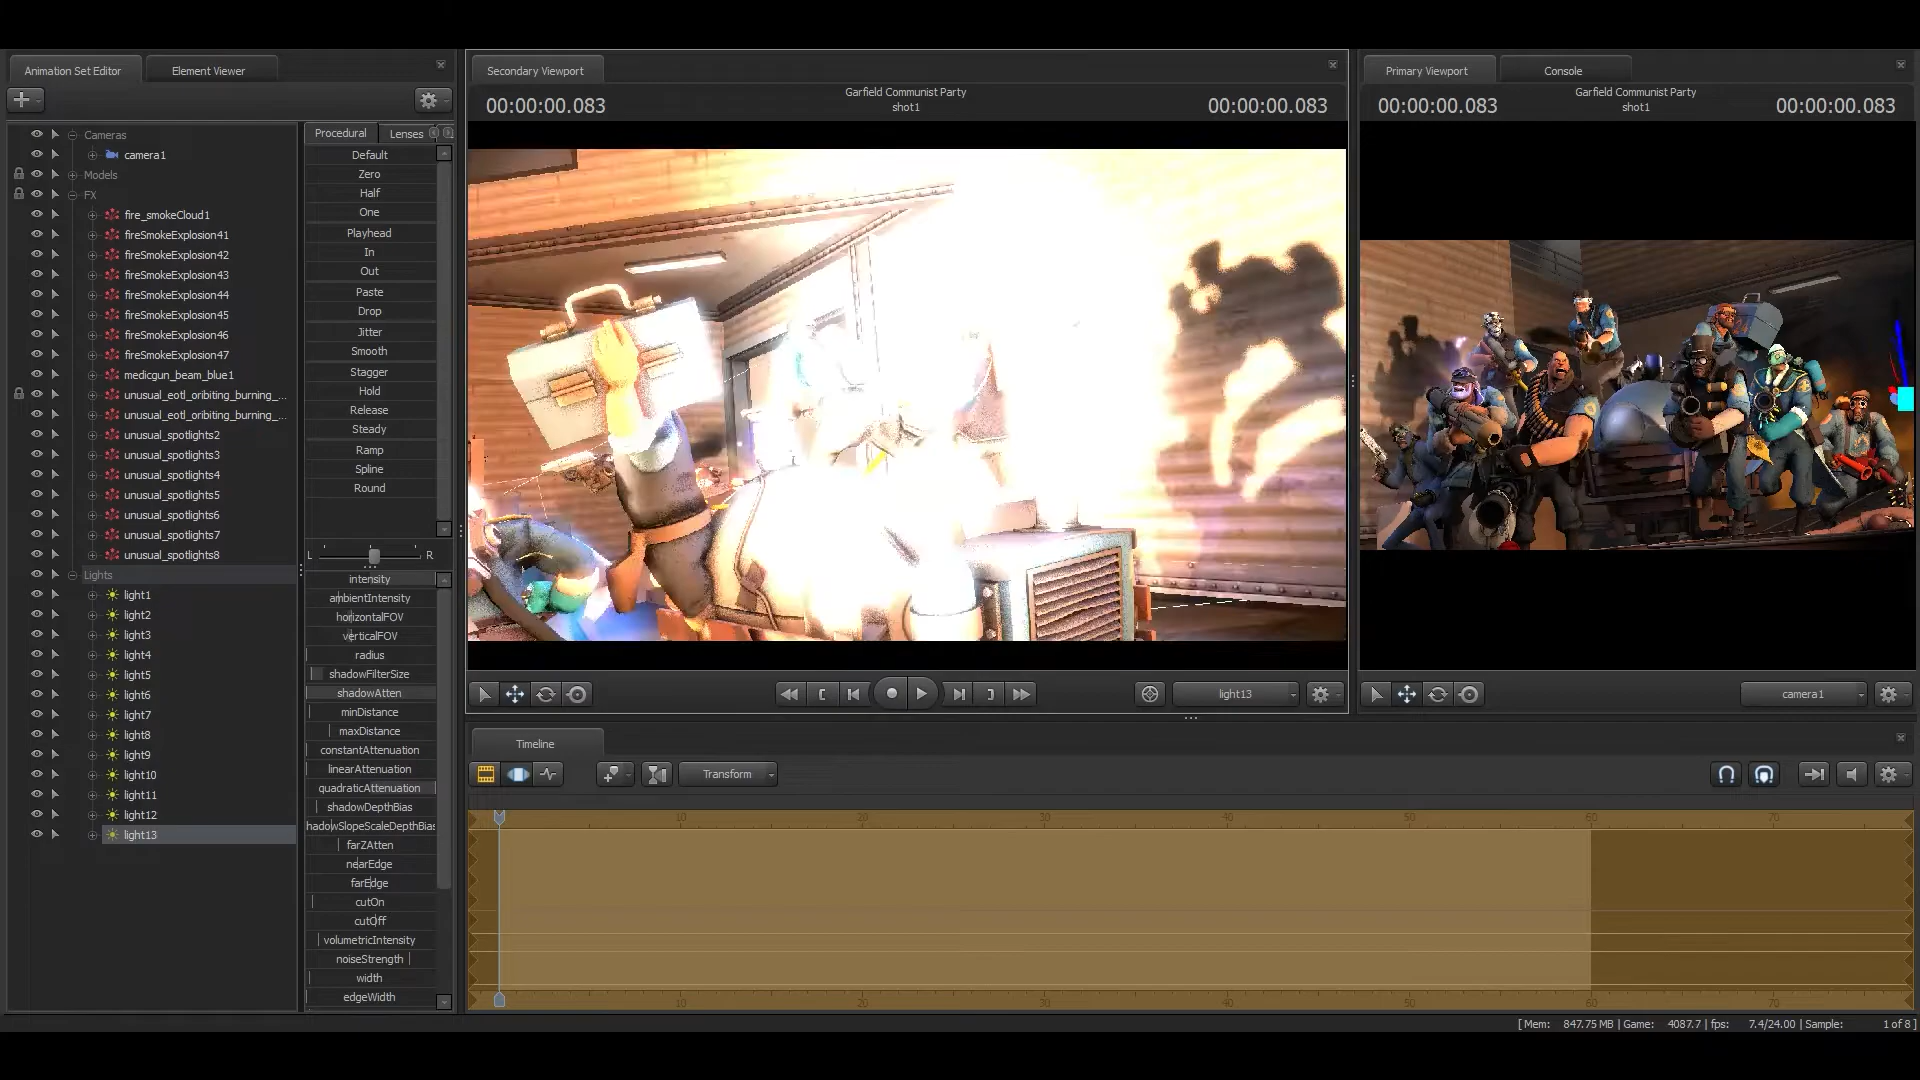 Animation Set Editor
Element Viewer
Cameras
camera1
Models
FX
fire_smokeCloud1
fireSmokeExplosion41
fireSmokeExplosion42
fireSmokeExplosion43
fireSmokeExplosion44
fireSmokeExplosion45
fireSmokeExplosion46
fireSmokeExplosion47
medicgun_beam_blue1
unusual_eotl_oribiting_burning_...
unusual_eotl_oribiting_burning_...
unusual_spotlights2
unusual_spotlights3
unusual_spotlights4
unusual_spotlights5
unusual_spotlights6
unusual_spotlights7
unusual_spotlights8
Lights
light1
light2
light3
light4
light5
light6
light7
light8
light9
light10
light11
light12
light13
Procedural
Lenses
Default
Zero
Half
One
Playhead
In
Out
Paste
Drop
Jitter
Smooth
Stagger
Hold
Release
Steady
Ramp
Spline
Round
L R
intensity
ambientIntensity
horizontalFOV
verticalFOV
radius
shadowFilterSize
shadowAtten
minDistance
maxDistance
constantAttenuation
linearAttenuation
quadraticAttenuation
shadowDepthBias
hadowSlopeScaleDepthBias
farZAtten
nearEdge
farEdge
cutOn
cutOff
volumetricIntensity
noiseStrength
width
edgeWidth
Secondary Viewport
00:00:00.083
Garfield Communist Party
shot1
00:00:00.083
light13
Primary Viewport
Console
00:00:00.083
Garfield Communist Party
shot1
00:00:00.083
camera1
Timeline
Transform
10 20 30 40 50 60 70
10 20 30 40 50 60 70
[ Mem: 847.75 MB | Game: 4087.7 | fps: 7.4/24.00 | Sample: 1 of 8 ]